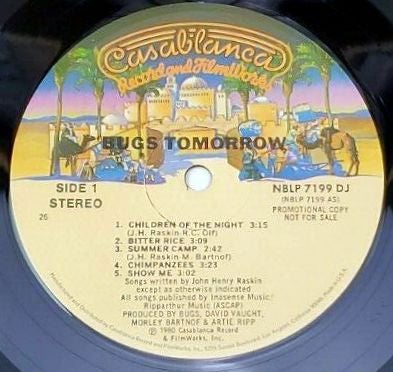 Casablanca
Record and FilmWorks
BUGS TOMORROW
SIDE 1
STEREO
NBLP 7199 DJ
(NBLP 7199 AS)
PROMOTIONAL COPY
NOT FOR SALE
26
1. CHILDREN OF THE NIGHT 3:15
(J.H. Raskin R.C. Olf)
2. BITTER RICE 3:09
3. SUMMER CAMP 2:42
(J.H. Raskin M. Bartnof)
4. CHIMPANZEES 3:23
5. SHOW ME 3:02
Songs written by John Henry Raskin
except as otherwise indicated
All songs published by Inasense Music/
Ripparthur Music (ASCAP)
PRODUCED BY BUGS, DAVID VAUGHT,
MORLEY BARTNOF & ARTIE RIPP
℗ 1980 Casablanca Record
& FilmWorks, Inc.